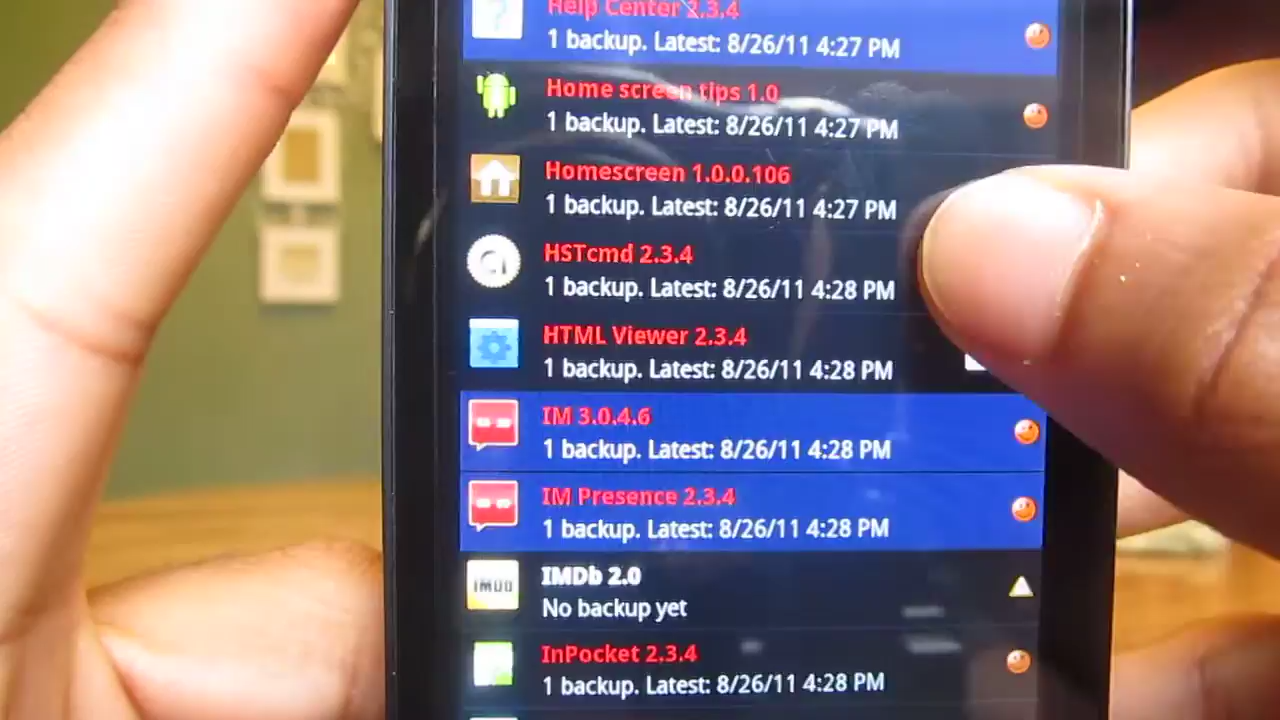 Help Center 2.3.4
1 backup. Latest: 8/26/11 4:27 PM
Home screen tips 1.0
1 backup. Latest: 8/26/11 4:27 PM
Homescreen 1.0.0.106
1 backup. Latest: 8/26/11 4:27 PM
HSTcmd 2.3.4
1 backup. Latest: 8/26/11 4:28 PM
HTML Viewer 2.3.4
1 backup. Latest: 8/26/11 4:28 PM
IM 3.0.4.6
1 backup. Latest: 8/26/11 4:28 PM
IM Presence 2.3.4
1 backup. Latest: 8/26/11 4:28 PM
IMDb
IMDb 2.0
No backup yet
InPocket 2.3.4
1 backup. Latest: 8/26/11 4:28 PM